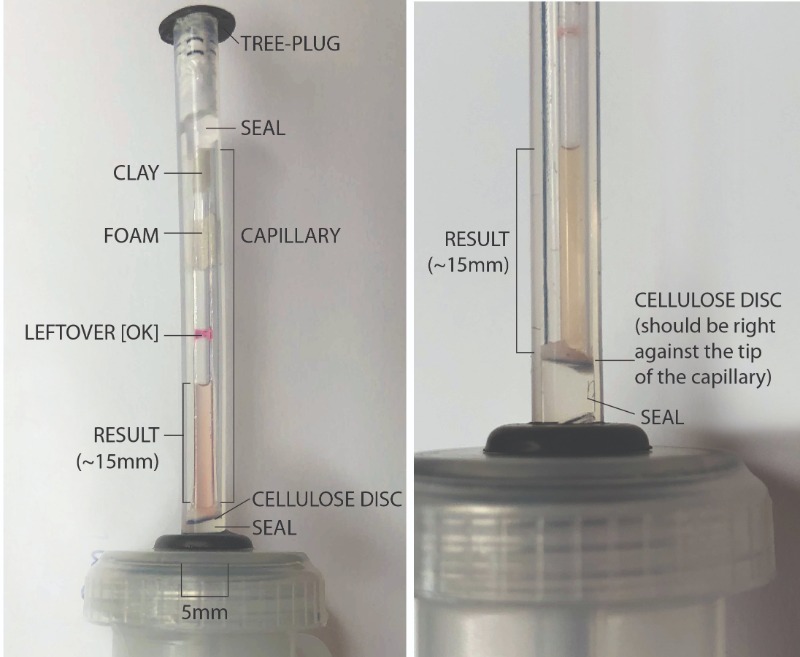 TREE-PLUG
SEAL
CLAY
FOAM
CAPILLARY
LEFTOVER [OK]
RESULT
(~15mm)
CELLULOSE DISC
SEAL
5mm
RESULT
(~15mm)
CELLULOSE DISC
(should be right
against the tip
of the capillary)
SEAL